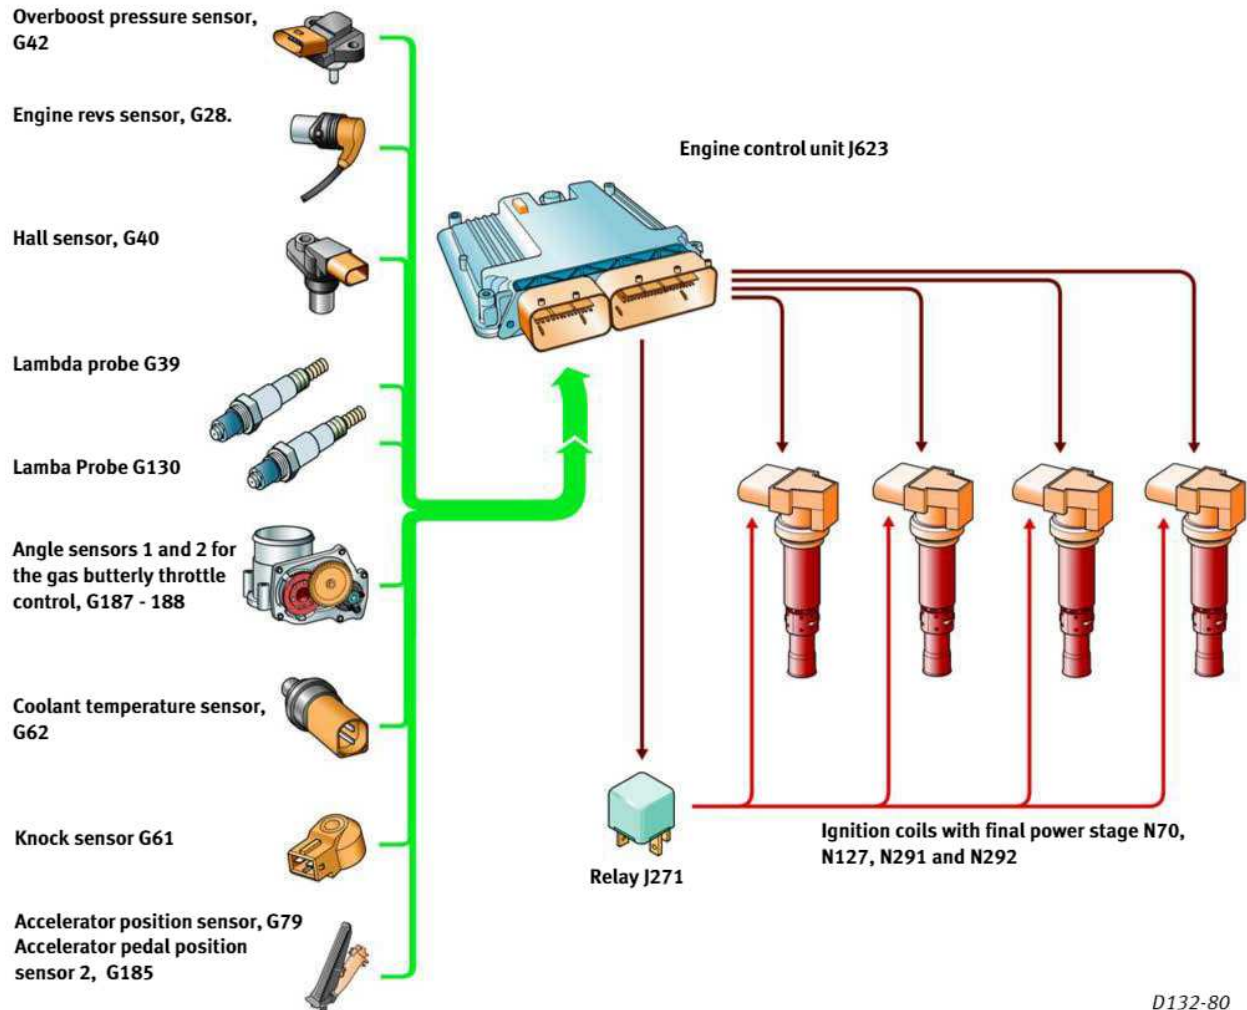 Overboost pressure sensor,
G42
Engine revs sensor, G28.
Engine control unit J623
Hall sensor, G40
Lambda probe G39
Lamba Probe G130
Angle sensors 1 and 2 for
the gas butterly throttle
control, G187 - 188
Coolant temperature sensor,
G62
Knock sensor G61
Accelerator position sensor, G79
Accelerator pedal position
sensor 2, G185
Relay J271
Ignition coils with final power stage N70,
N127, N291 and N292
D132-80